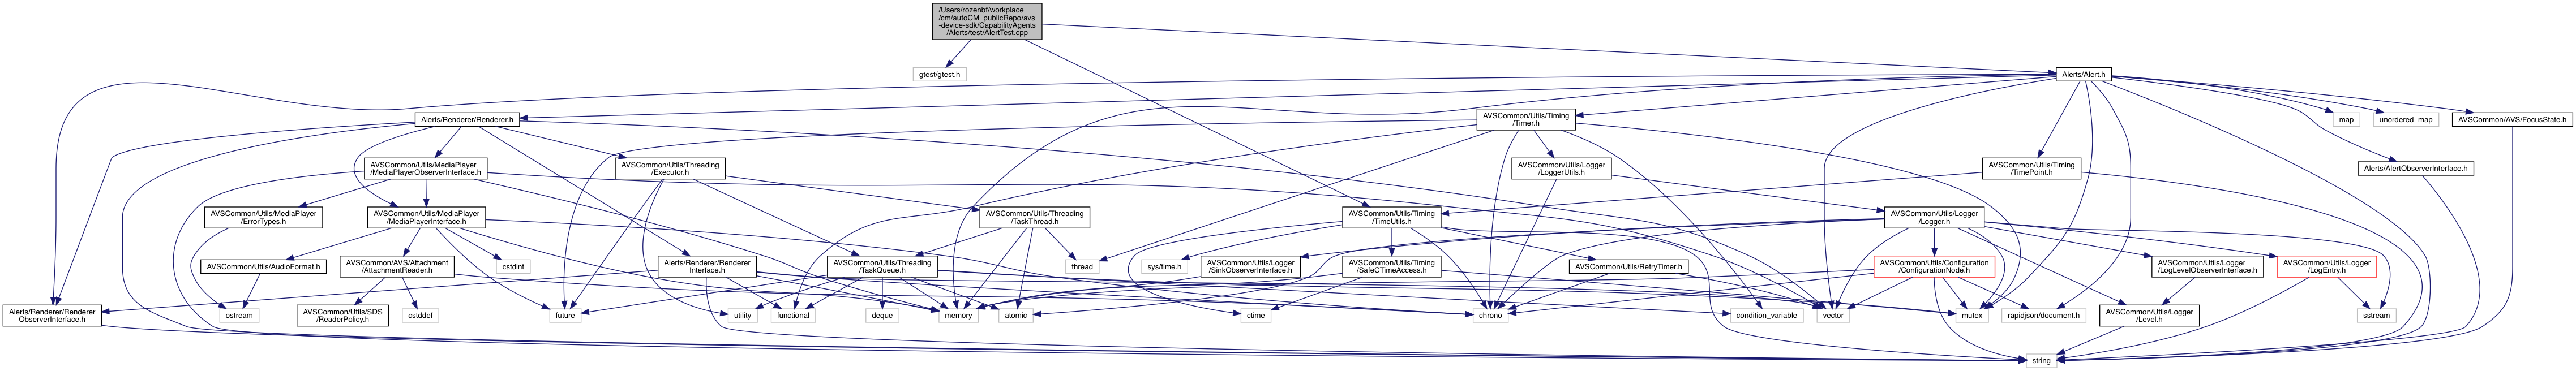 /Users/rozenbf/workplace
/cm/autoCM_publicRepo/avs
-device-sdk/CapabilityAgents
/Alerts/test/AlertTest.cpp
gtest/gtest.h
Alerts/Alert.h
Alerts/Renderer/Renderer.h
AVSCommon/Utils/Timing
/Timer.h
map
unordered_map
AVSCommon/AVS/FocusState.h
AVSCommon/Utils/MediaPlayer
/MediaPlayerObserverInterface.h
AVSCommon/Utils/Threading
/Executor.h
AVSCommon/Utils/Logger
/LoggerUtils.h
AVSCommon/Utils/Timing
/TimePoint.h
Alerts/AlertObserverInterface.h
AVSCommon/Utils/MediaPlayer
/ErrorTypes.h
AVSCommon/Utils/MediaPlayer
/MediaPlayerInterface.h
AVSCommon/Utils/Threading
/TaskThread.h
AVSCommon/Utils/Timing
/TimeUtils.h
AVSCommon/Utils/Logger
/Logger.h
AVSCommon/Utils/AudioFormat.h
AVSCommon/AVS/Attachment
/AttachmentReader.h
cstdint
Alerts/Renderer/Renderer
Interface.h
AVSCommon/Utils/Threading
/TaskQueue.h
thread
sys/time.h
AVSCommon/Utils/Logger
/SinkObserverInterface.h
AVSCommon/Utils/Timing
/SafeCTimeAccess.h
AVSCommon/Utils/RetryTimer.h
AVSCommon/Utils/Configuration
/ConfigurationNode.h
AVSCommon/Utils/Logger
/LogLevelObserverInterface.h
AVSCommon/Utils/Logger
/LogEntry.h
Alerts/Renderer/Renderer
ObserverInterface.h
ostream
AVSCommon/Utils/SDS
/ReaderPolicy.h
cstddef
future
utility
functional
deque
memory
atomic
ctime
chrono
condition_variable
vector
mutex
rapidjson/document.h
AVSCommon/Utils/Logger
/Level.h
sstream
string